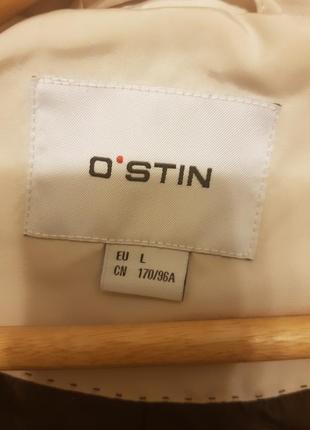 O'STIN
EU L
CN 170/96A